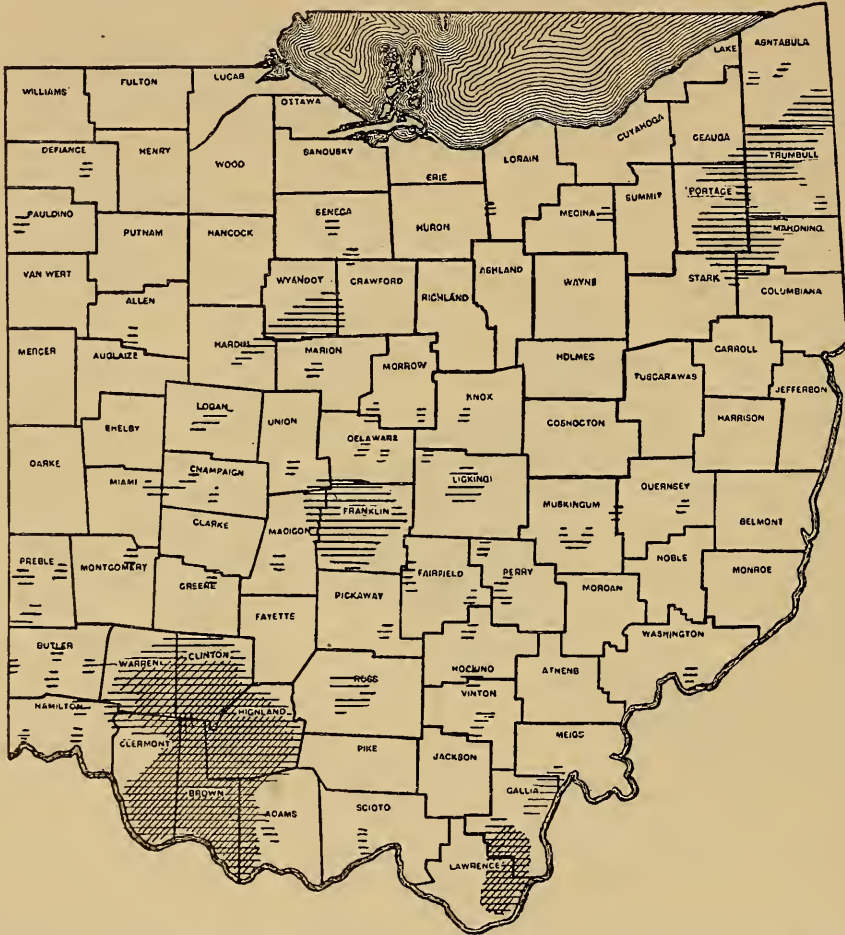 LAKE
ASHTABULA
WILLIAMS
FULTON
LUCAS
OTTAWA
CUYAHOGA
GEAUGA
TRUMBULL
DEFIANCE
HENRY
WOOD
SANDUSKY
ERIE
LORAIN
SUMMIT
PORTAGE
PAULDING
SENECA
HURON
MEDINA
MAHONING
PUTNAM
HANCOCK
VAN WERT
WYANDOT
CRAWFORD
RICHLAND
ASHLAND
WAYNE
STARK
COLUMBIANA
ALLEN
MERCER
AUGLAIZE
HARDIN
MARION
MORROW
HOLMES
TUSCARAWAS
CARROLL
JEFFERSON
KNOX
LOGAN
UNION
COSHOCTON
HARRISON
SHELBY
DELAWARE
DARKE
CHAMPAIGN
MIAMI
LICKING
GUERNSEY
MUSKINGUM
FRANKLIN
BELMONT
CLARKE
MADISON
NOBLE
PREBLE
MONTGOMERY
FAIRFIELD
PERRY
MONROE
GREENE
PICKAWAY
MORGAN
FAYETTE
WASHINGTON
BUTLER
WARREN
CLINTON
HOCKING
ATHENS
ROSS
VINTON
HAMILTON
HIGHLAND
MEIGS
CLERMONT
PIKE
JACKSON
GALLIA
BROWN
ADAMS
SCIOTO
LAWRENCE